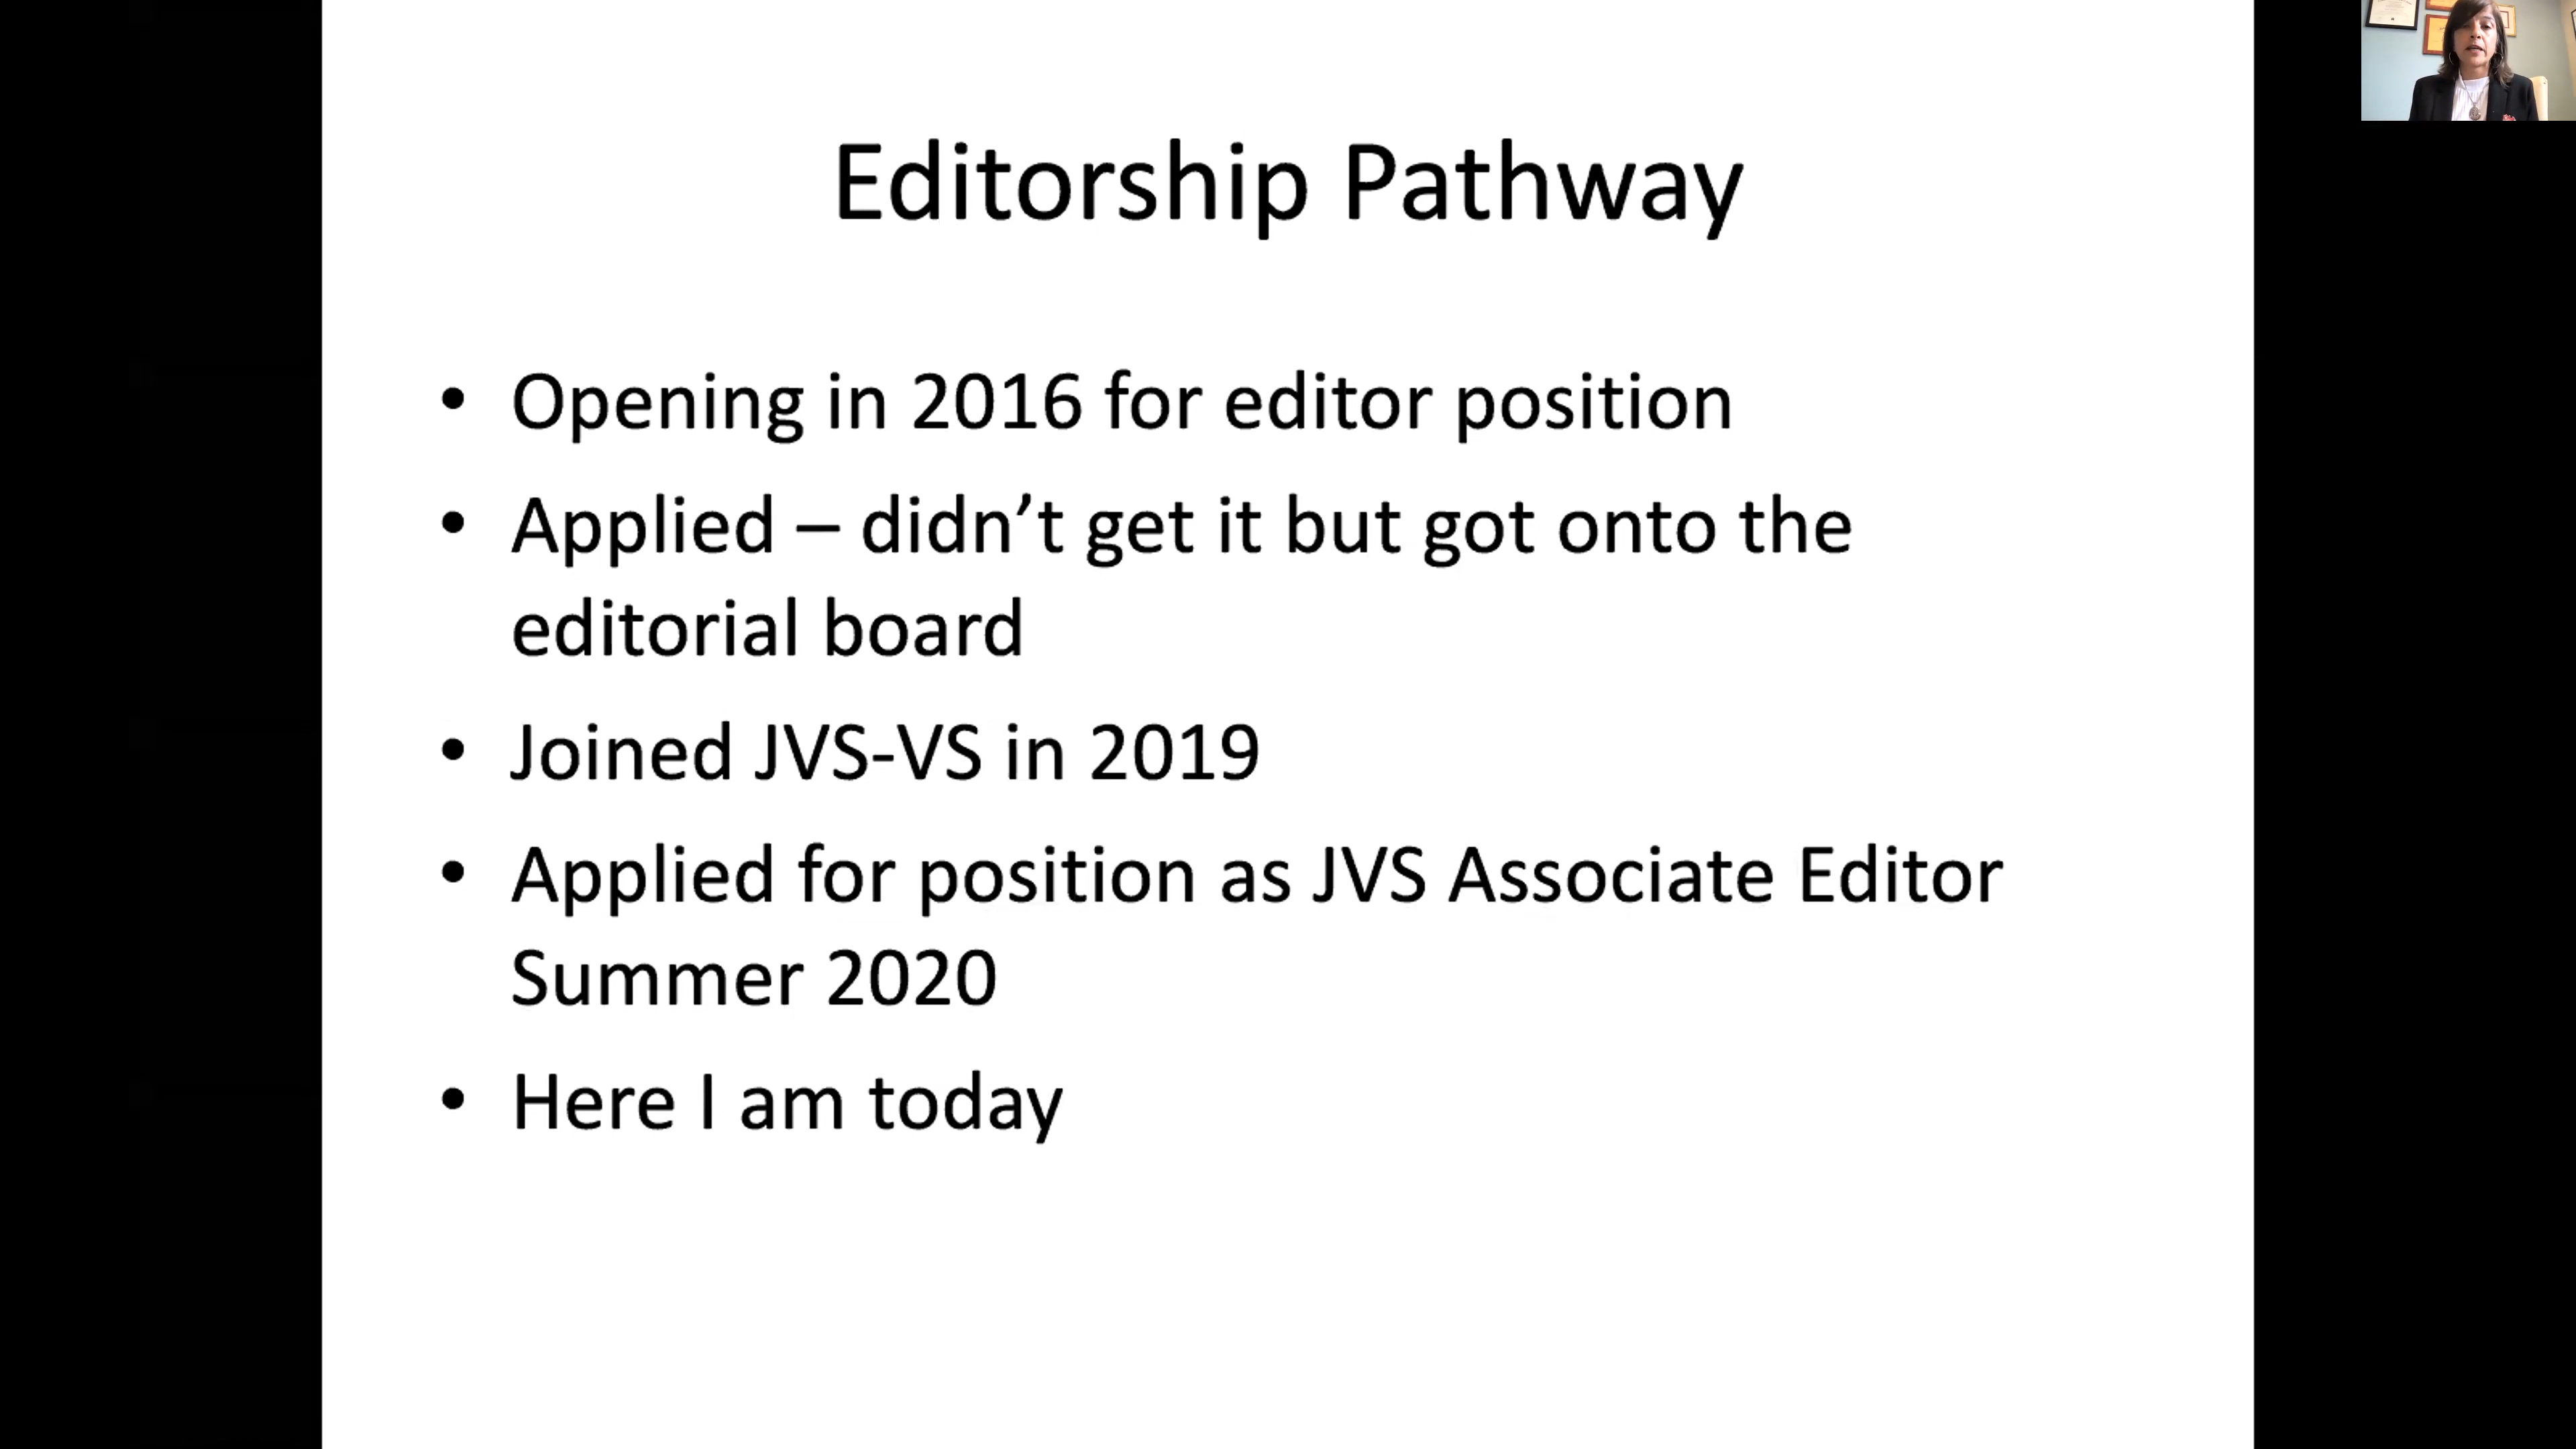 Editorship Pathway
• Opening in 2016 for editor position
• Applied – didn’t get it but got onto the
editorial board
• Joined JVS-VS in 2019
• Applied for position as JVS Associate Editor
Summer 2020
• Here I am today